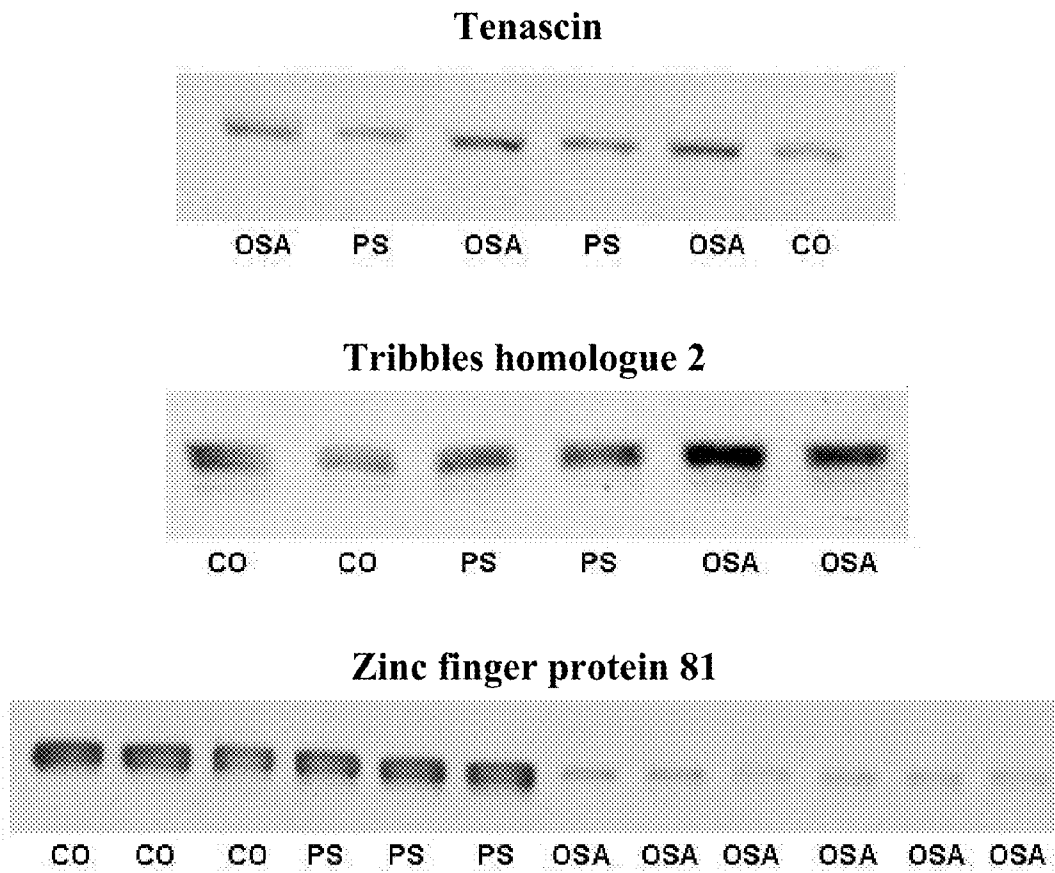 Tenascin
OSA PS OSA PS OSA CO
Tribbles homologue 2
CO CO PS PS OSA OSA
Zinc finger protein 81
CO CO CO PS PS PS OSA OSA OSA OSA OSA OSA